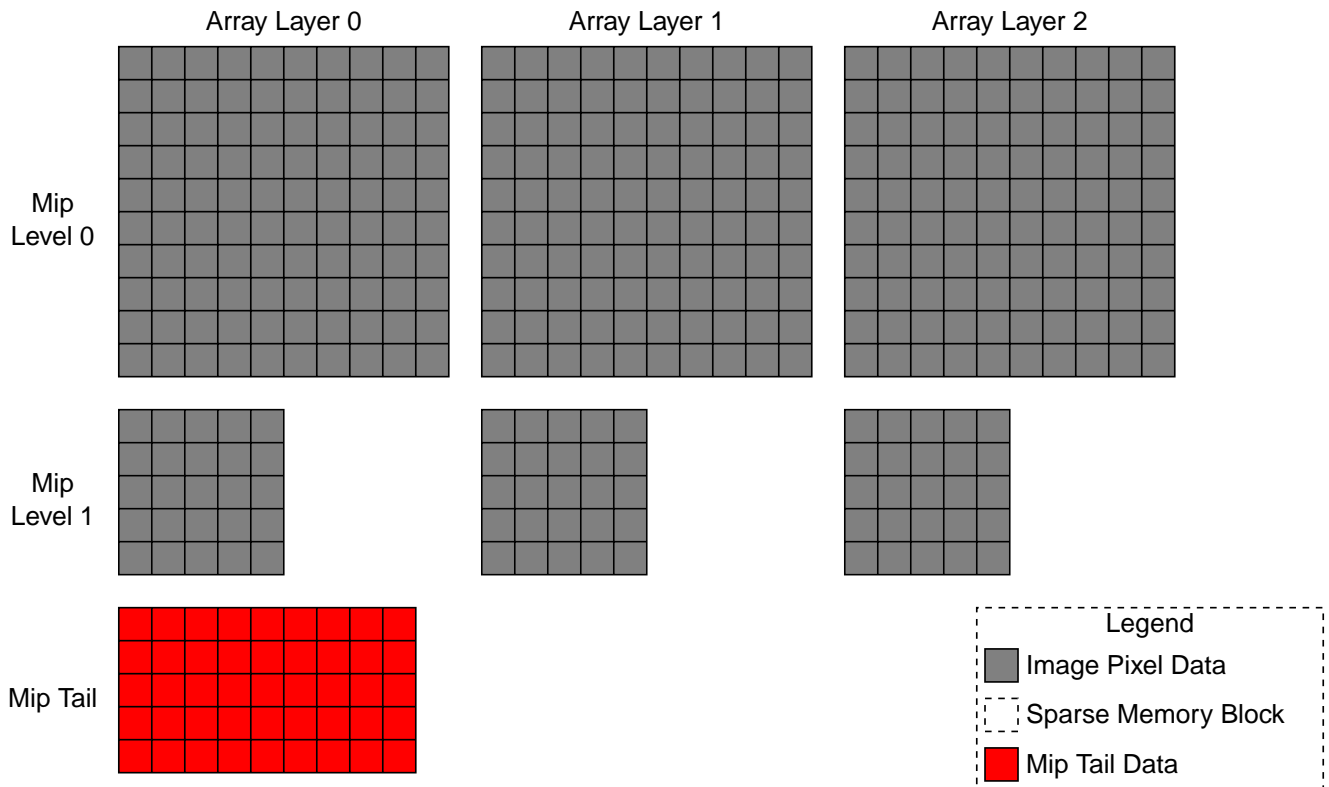 Array Layer 0
Array Layer 1
Array Layer 2
Mip
Level 0
Mip
Level 1
Mip Tail
Legend
Image Pixel Data
Sparse Memory Block
Mip Tail Data